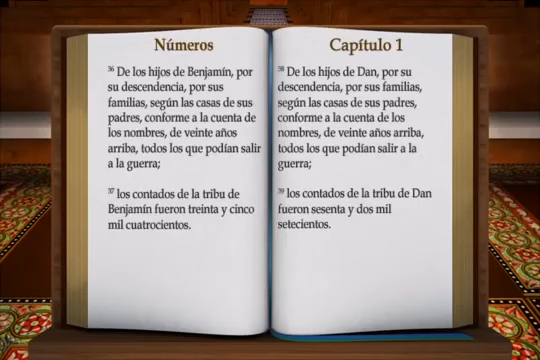 Números
36 De los hijos de Benjamín, por
su descendencia, por sus
familias, según las casas de sus
padres, conforme a la cuenta de
los nombres, de veinte años
arriba, todos los que podían salir
a la guerra;
37 los contados de la tribu de
Benjamín fueron treinta y cinco
mil cuatrocientos.
Capítulo 1
38 De los hijos de Dan, por su
descendencia, por sus familias,
según las casas de sus padres,
conforme a la cuenta de los
nombres, de veinte años arriba,
todos los que podían salir a la
guerra;
39 los contados de la tribu de Dan
fueron sesenta y dos mil
setecientos.